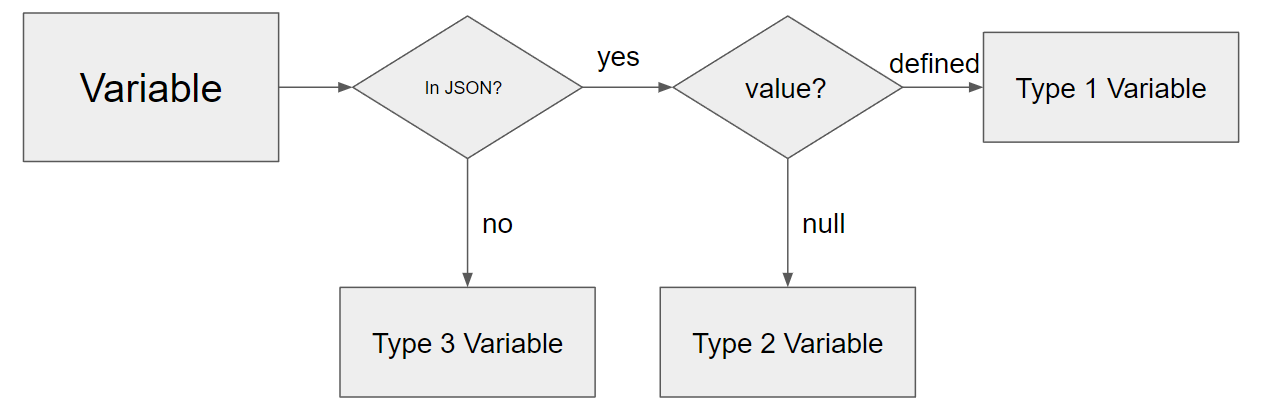 Variable
In JSON?
yes
value?
defined
Type 1 Variable
no
null
Type 3 Variable
Type 2 Variable